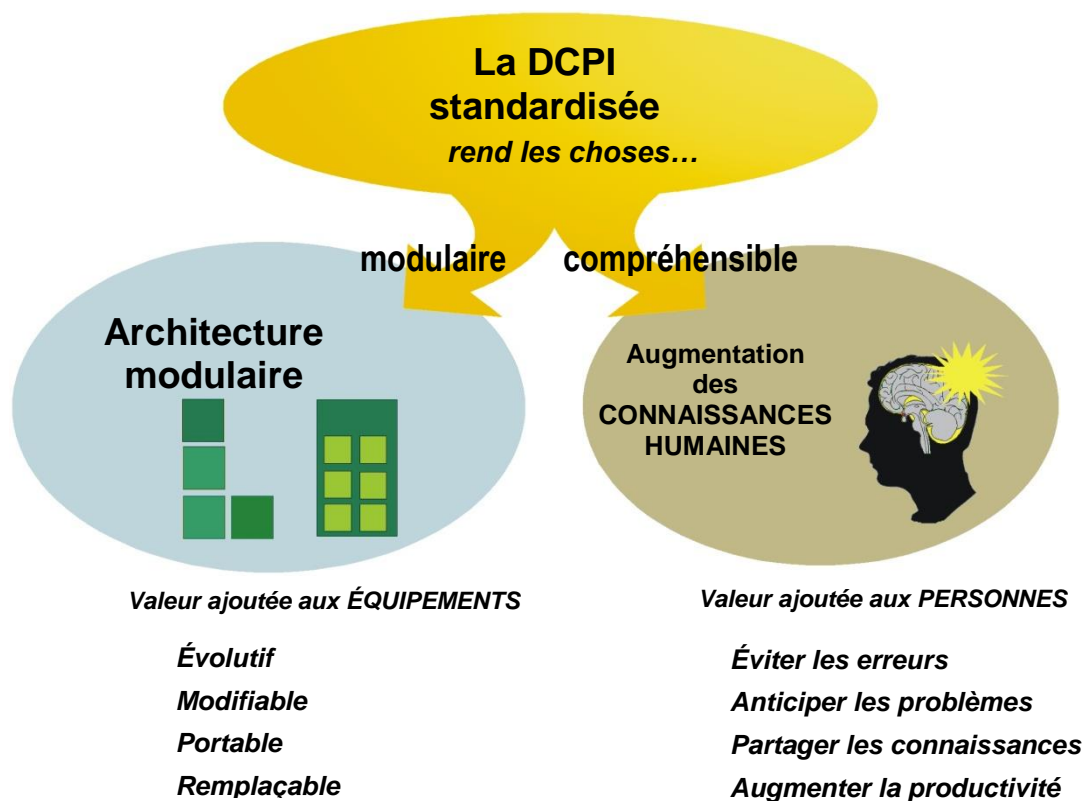 La DCPI
standardisée
rend les choses…
modulaire
compréhensible
Architecture
modulaire
Augmentation
des
CONNAISSANCES
HUMAINES
Valeur ajoutée aux ÉQUIPEMENTS
Évolutif
Modifiable
Portable
Remplaçable
Valeur ajoutée aux PERSONNES
Éviter les erreurs
Anticiper les problèmes
Partager les connaissances
Augmenter la productivité